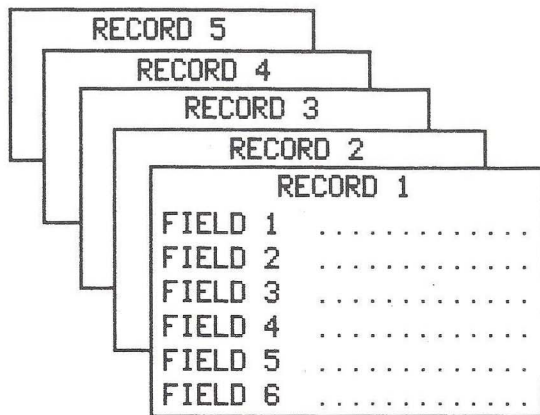 RECORD 5
RECORD 4
RECORD 3
RECORD 2
RECORD 1
FIELD 1 .............
FIELD 2 .............
FIELD 3 .............
FIELD 4 .............
FIELD 5 .............
FIELD 6 .............